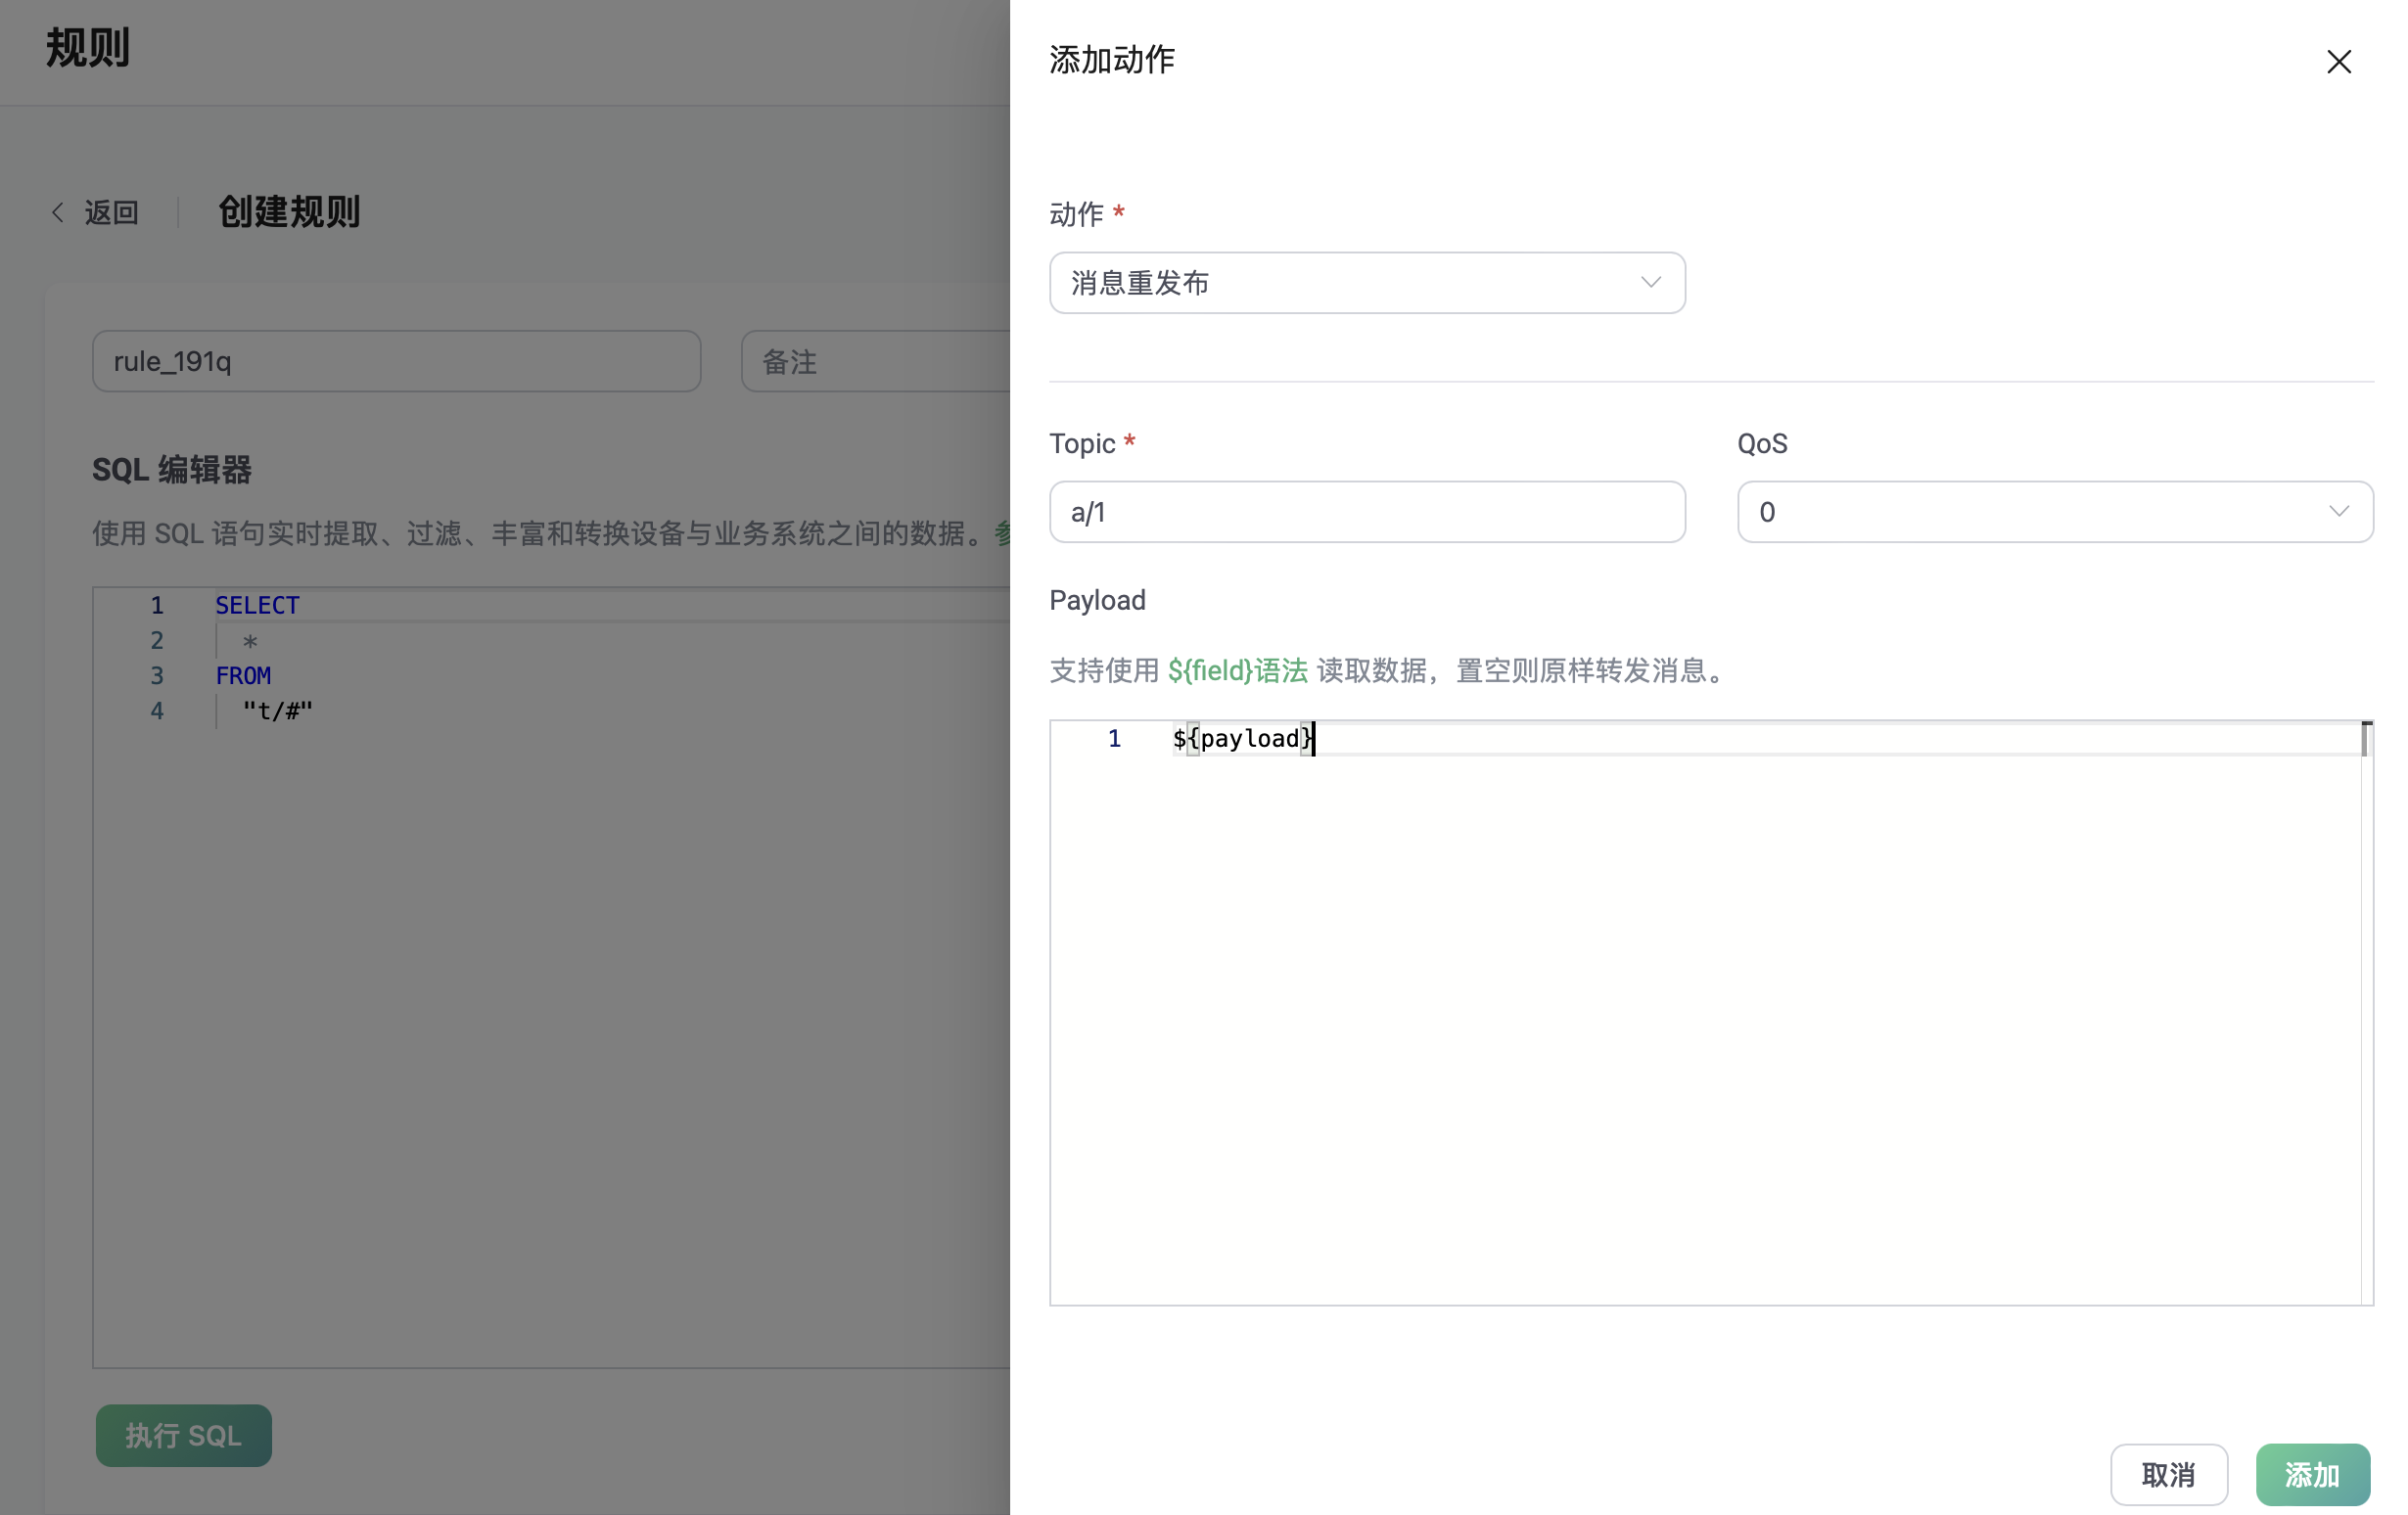 规则
返回
创建规则
rule_191q
备注
SQL 编辑器
使用 SQL 语句实时提取、过滤、丰富和转换设备与业务系统之间的数据。
1 SELECT
2 *
3 FROM
4 "t/#"
执行 SQL
添加动作
动作 *
消息重发布
Topic *
QoS
a/1
0
Payload
支持使用 ${field}语法 读取数据，置空则原样转发消息。
1 ${payload}
取消
添加